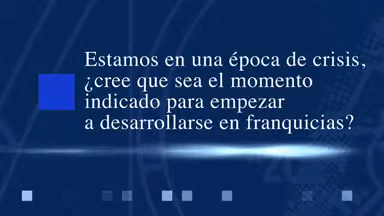 Estamos en una época de crisis,
¿cree que sea el momento
indicado para empezar
a desarrollarse en franquicias?